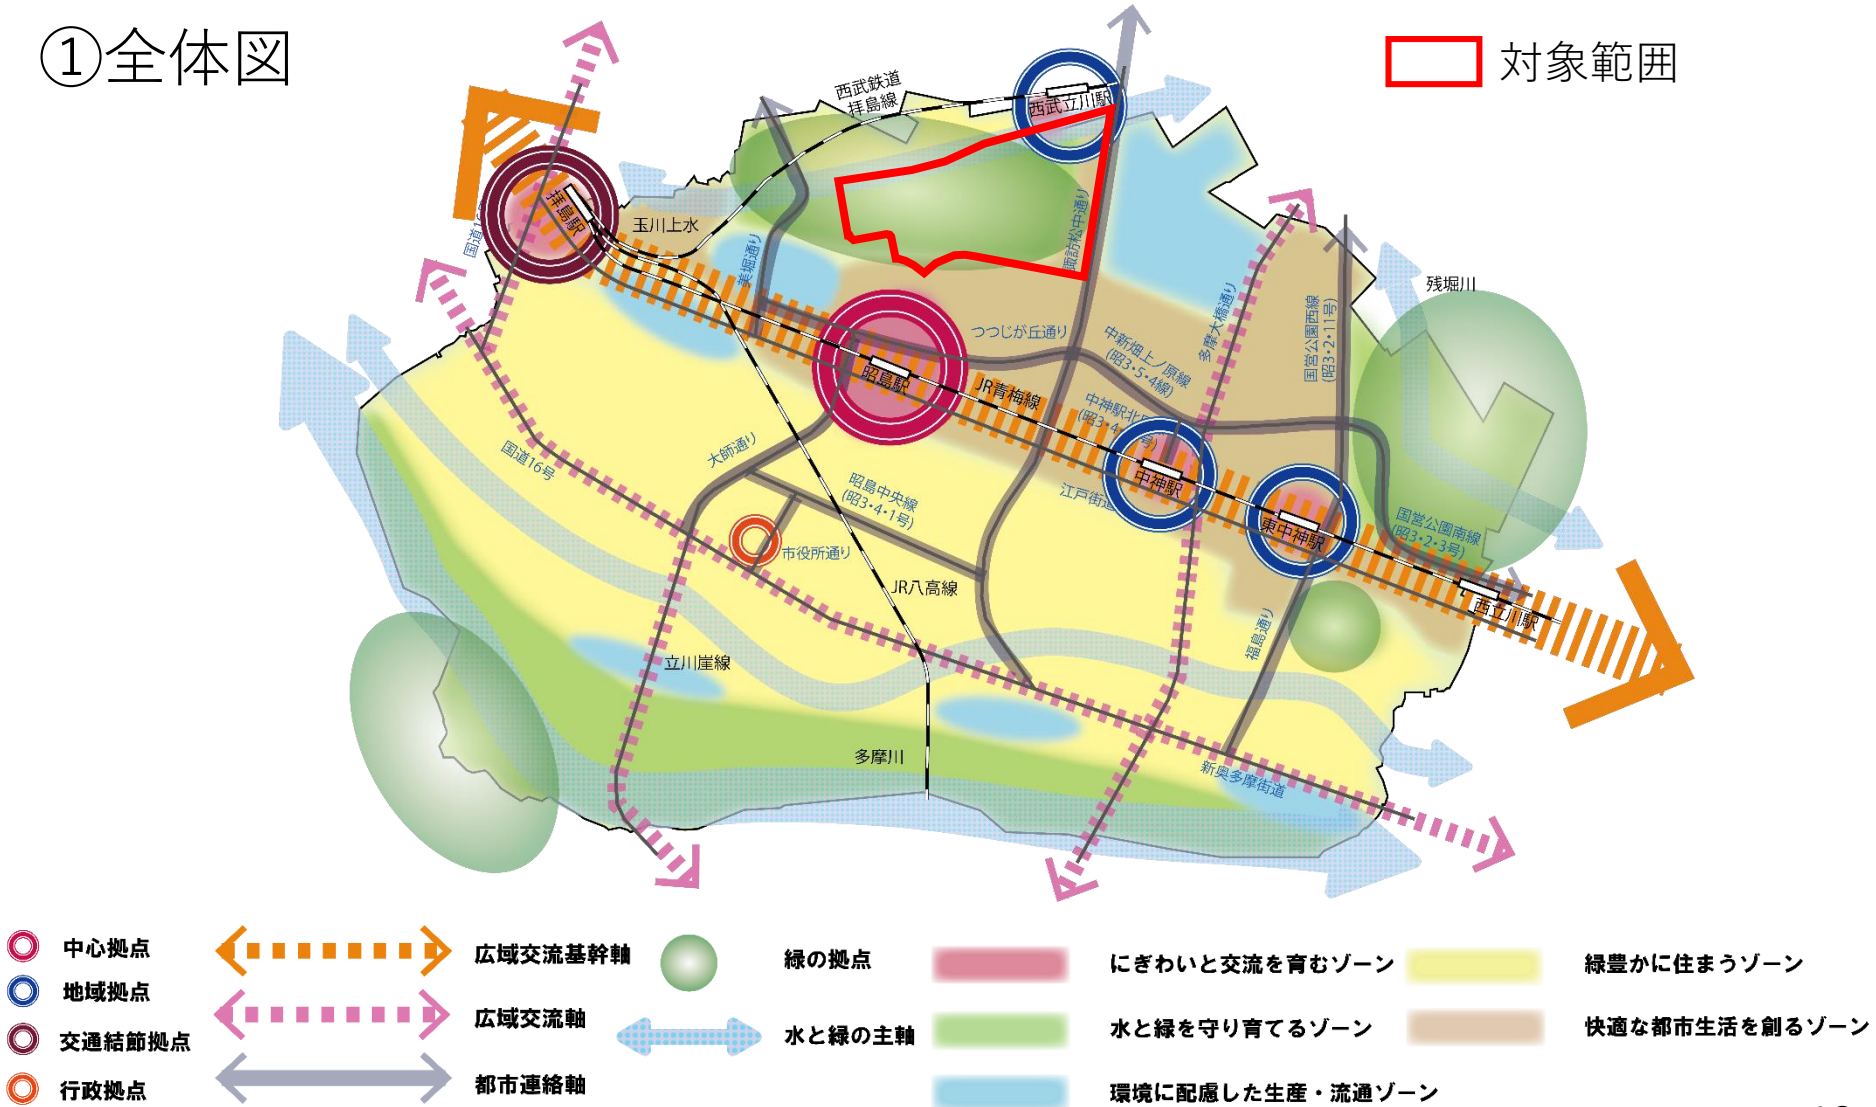 ①全体図
対象範囲
西武鉄道
拝島線
西武立川駅
拝島駅
玉川上水
美堀通り
諏訪松中通り
残堀川
つつじが丘通り
中新畑上ノ原線
(昭3・5・4線)
多摩大橋通り
国営公園西線
(昭3・2・11号)
昭島駅
JR青梅線
中神駅
東中神駅
江戸街道
国営公園南線
(昭3・2・3号)
西立川駅
国道16号
大師通り
昭島中央線
(昭3・4・1号)
市役所通り
JR八高線
福島通り
立川崖線
多摩川
新奥多摩街道
中心拠点
地域拠点
交通結節拠点
行政拠点
広域交流基幹軸
広域交流軸
都市連絡軸
緑の拠点
水と緑の主軸
にぎわいと交流を育むゾーン
水と緑を守り育てるゾーン
環境に配慮した生産・流通ゾーン
緑豊かに住まうゾーン
快適な都市生活を創るゾーン